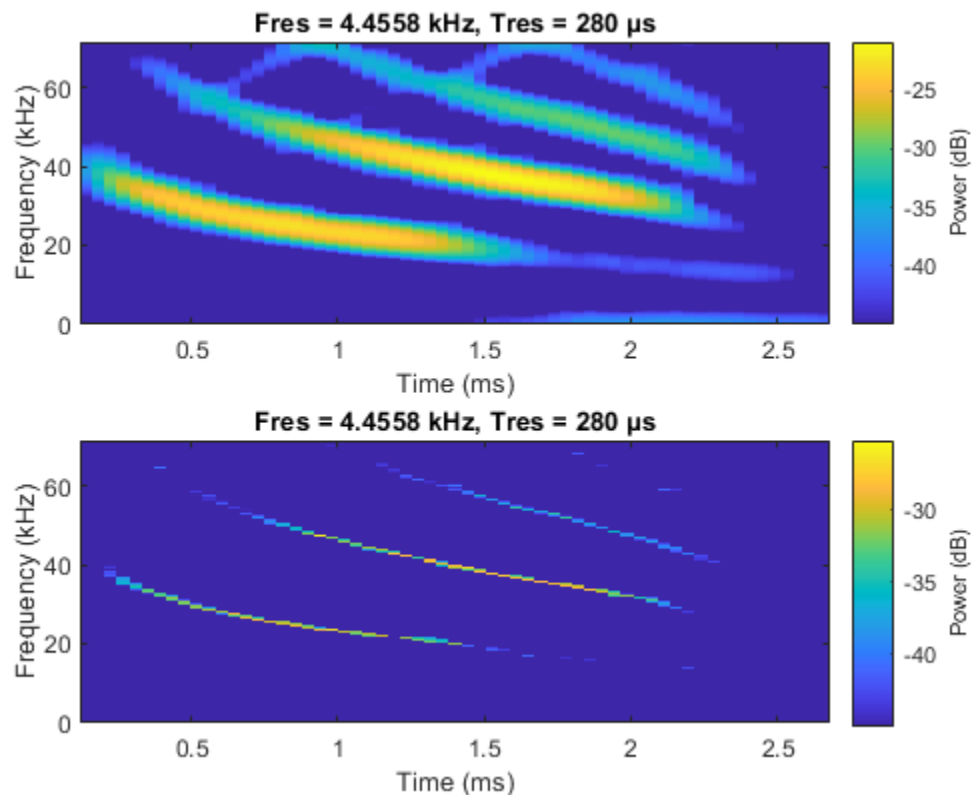 Fres = 4.4558 kHz, Tres = 280 µs
Frequency (kHz)
60
40
20
0
0.5 1 1.5 2 2.5
Time (ms)
-25
-30
-35
-40
Power (dB)
Fres = 4.4558 kHz, Tres = 280 µs
Frequency (kHz)
60
40
20
0
0.5 1 1.5 2 2.5
Time (ms)
-30
-35
-40
Power (dB)